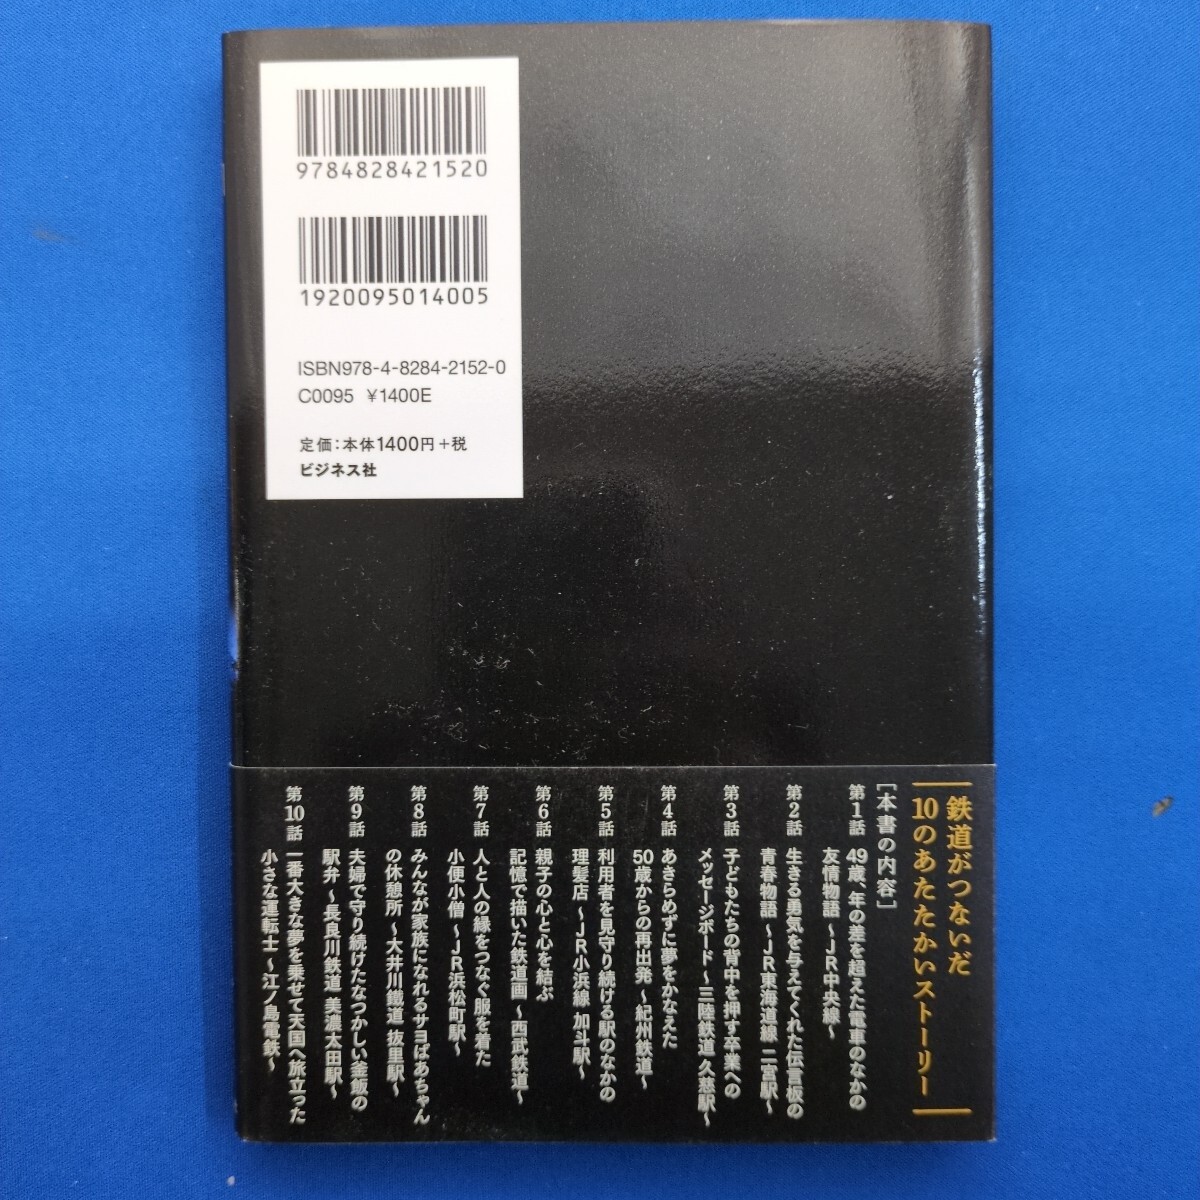 9784828421520
1920095014005
ISBN978-4-8284-2152-0
C0095 ¥1400E
定価：本体1400円＋税
ビジネス社
鉄道がつないだ
10のあたたかいストーリー
［本書の内容］
第1話 49歳、年の差を超えた電車のなかの
友情物語 〜JR中央線〜
第2話 生きる勇気を与えてくれた伝言板の
青春物語 〜JR東海道線 二宮駅〜
第3話 子どもたちの背中を押す卒業への
メッセージボード 〜三陸鉄道 久慈駅〜
第4話 あきらめずに夢をかなえた
50歳からの再出発 〜紀州鉄道〜
第5話 利用者を見守り続ける駅のなかの
理髪店 〜JR小浜線 加斗駅〜
第6話 親子の心と心を結ぶ
記憶で描いた鉄道画 〜西武鉄道〜
第7話 人と人の縁をつなぐ服を着た
小便小僧 〜JR浜松町駅〜
第8話 みんなが家族になれるサヨばあちゃん
の休憩所 〜大井川鐵道 抜里駅〜
第9話 夫婦で守り続けたなつかしい釜飯の
駅弁 〜長良川鉄道 美濃太田駅〜
第10話 一番大きな夢を乗せて天国へ旅立った
小さな運転士 〜江ノ島電鉄〜